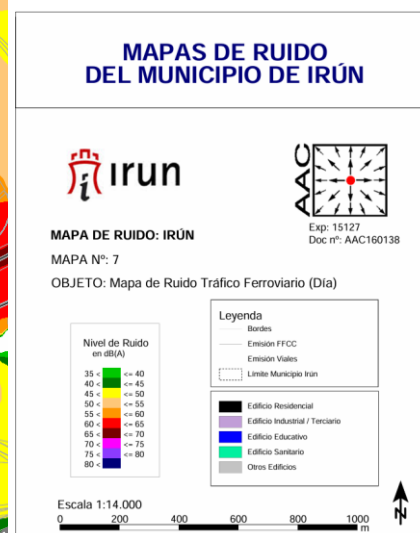 MAPAS DE RUIDO
DEL MUNICIPIO DE IRÚN
irun
AAC
Exp: 15127
Doc nº: AAC160138
MAPA DE RUIDO: IRÚN
MAPA Nº: 7
OBJETO: Mapa de Ruido Tráfico Ferroviario (Día)
Nivel de Ruido
en dB(A)
35 < <= 40
40 < <= 45
45 < <= 50
50 < <= 55
55 < <= 60
60 < <= 65
65 < <= 70
70 < <= 75
75 < <= 80
80 <
Leyenda
Bordes
Emisión FFCC
Emisión Viales
Límite Municipio Irún
Edificio Residencial
Edificio Industrial / Terciario
Edificio Educativo
Edificio Sanitario
Otros Edificios
Escala 1:14.000
0 200 400 600 800 1000
m
N